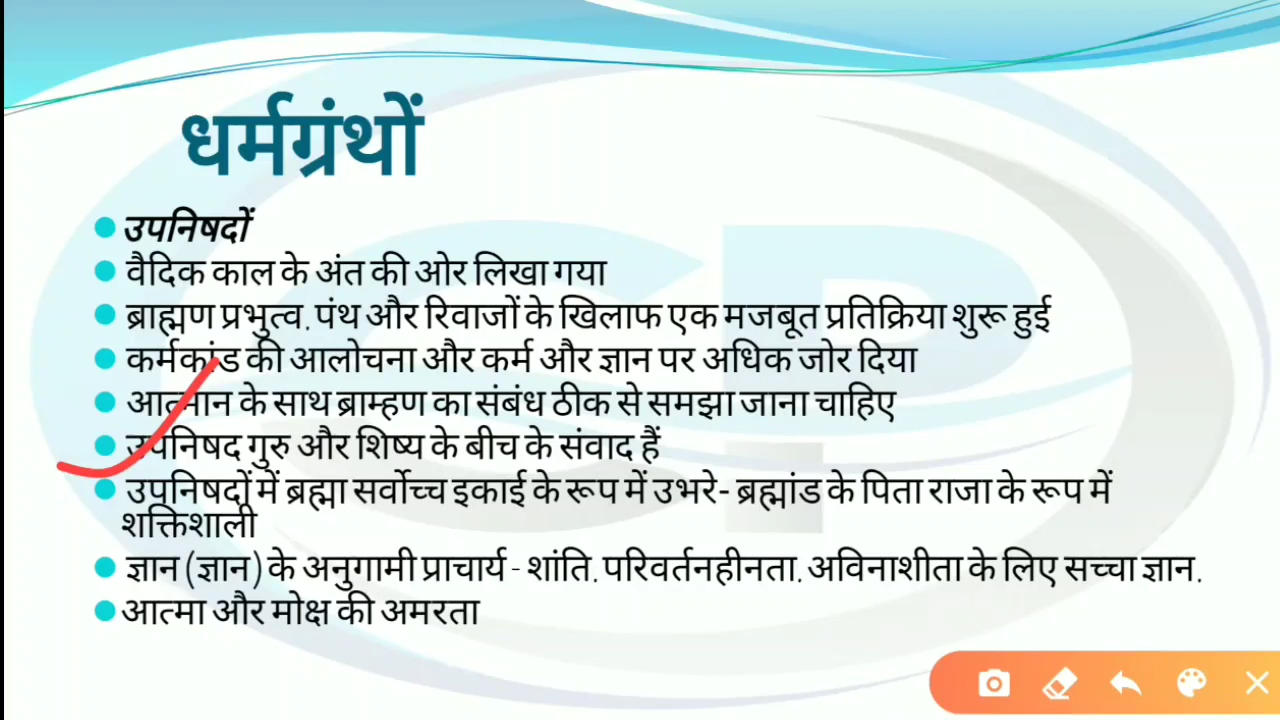 धर्मग्रंथों
उपनिषदों
वैदिक काल के अंत की ओर लिखा गया
ब्राह्मण प्रभुत्व, पंथ और रिवाजों के खिलाफ एक मजबूत प्रतिक्रिया शुरू हुई
कर्मकांड की आलोचना और कर्म और ज्ञान पर अधिक जोर दिया
आत्मान के साथ ब्राम्हण का संबंध ठीक से समझा जाना चाहिए
उपनिषद गुरु और शिष्य के बीच के संवाद हैं
उपनिषदों में ब्रह्मा सर्वोच्च इकाई के रूप में उभरे- ब्रह्मांड के पिता राजा के रूप में
शक्तिशाली
ज्ञान (ज्ञान) के अनुगामी प्राचार्य - शांति, परिवर्तनहीनता, अविनाशीता के लिए सच्चा ज्ञान.
आत्मा और मोक्ष की अमरता